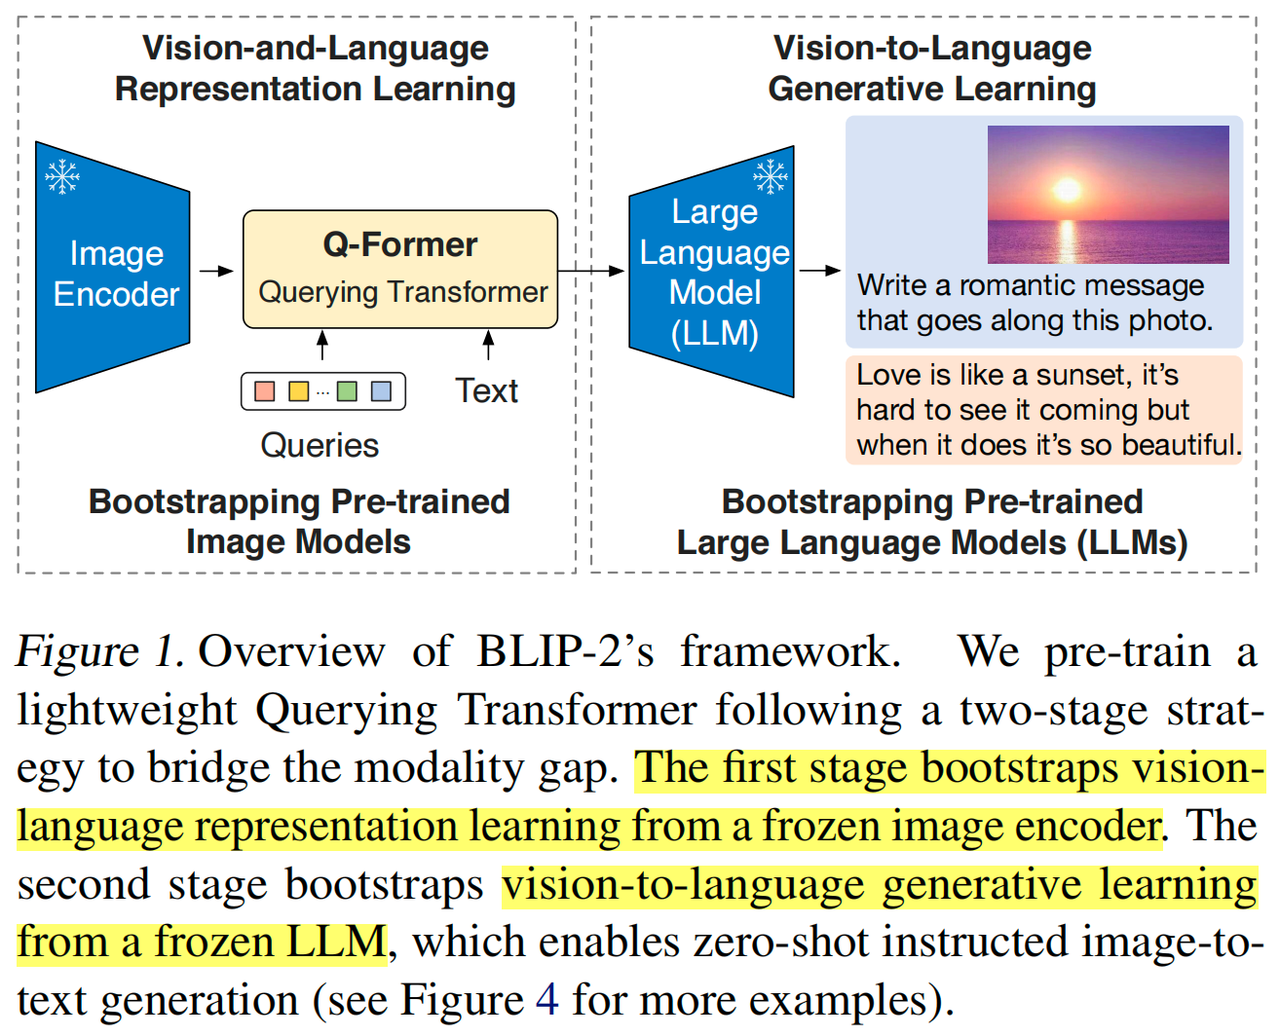 Vision-and-Language
Representation Learning
Image
Encoder
Q-Former
Querying Transformer
...
Queries
Text
Bootstrapping Pre-trained
Image Models
Vision-to-Language
Generative Learning
Large
Language
Model
(LLM)
Write a romantic message
that goes along this photo.
Love is like a sunset, it’s
hard to see it coming but
when it does it’s so beautiful.
Bootstrapping Pre-trained
Large Language Models (LLMs)
Figure 1. Overview of BLIP-2’s framework. We pre-train a
lightweight Querying Transformer following a two-stage strat-
egy to bridge the modality gap. The first stage bootstraps vision-
language representation learning from a frozen image encoder. The
second stage bootstraps vision-to-language generative learning
from a frozen LLM, which enables zero-shot instructed image-to-
text generation (see Figure 4 for more examples).